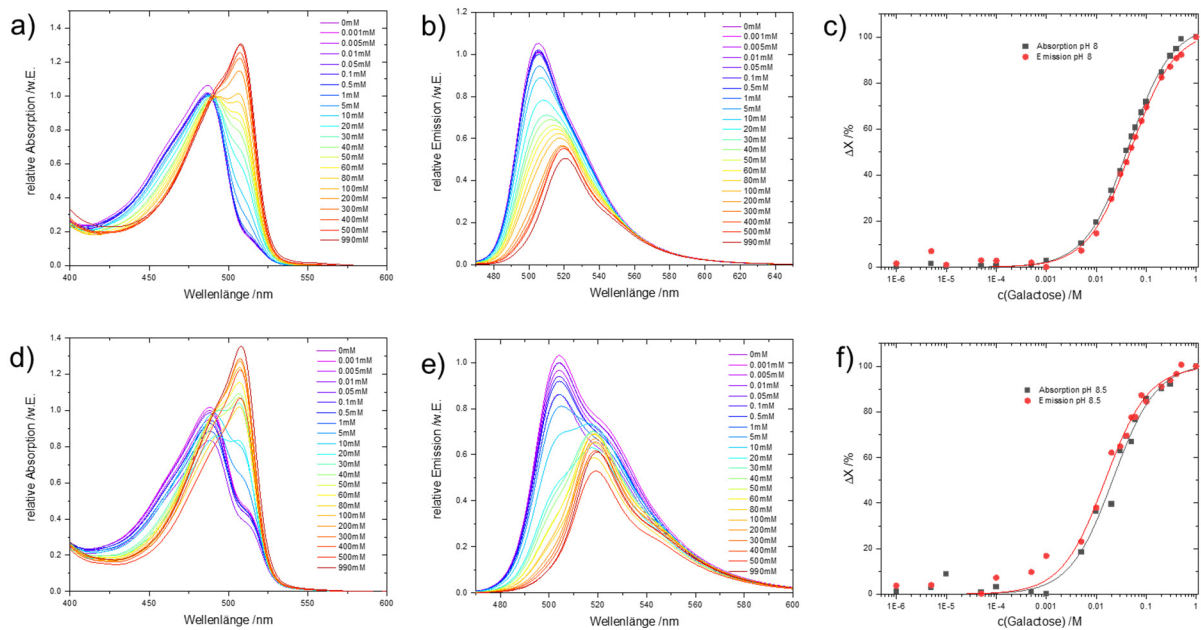 a)
relative Absorption /w.E.
1.4
1.2
1.0
0.8
0.6
0.4
0.2
0.0
400
450
500
550
600
Wellenlänge /nm
0mM
0.001mM
0.005mM
0.01mM
0.05mM
0.1mM
0.5mM
1mM
5mM
10mM
20mM
30mM
40mM
50mM
60mM
80mM
100mM
200mM
300mM
400mM
500mM
990mM
b)
relative Emission /w.E.
1.2
1.0
0.8
0.6
0.4
0.2
0.0
480
500
520
540
560
580
600
620
640
Wellenlänge /nm
0mM
0.001mM
0.005mM
0.01mM
0.05mM
0.1mM
0.5mM
1mM
5mM
10mM
20mM
30mM
40mM
50mM
60mM
80mM
100mM
200mM
300mM
400mM
500mM
990mM
c)
ΔX /%
100
80
60
40
20
0
1E-6
1E-5
1E-4
0.001
0.01
0.1
1
c(Galactose) /M
Absorption pH 8
Emission pH 8
d)
relative Absorption /w.E.
1.4
1.2
1.0
0.8
0.6
0.4
0.2
0.0
400
450
500
550
600
Wellenlänge /nm
0mM
0.001mM
0.005mM
0.01mM
0.05mM
0.1mM
0.5mM
1mM
5mM
10mM
20mM
30mM
40mM
50mM
60mM
80mM
100mM
200mM
300mM
400mM
500mM
990mM
e)
relative Emission /w.E.
1.0
0.8
0.6
0.4
0.2
0.0
480
500
520
540
560
580
600
Wellenlänge /nm
0mM
0.001mM
0.005mM
0.01mM
0.05mM
0.1mM
0.5mM
1mM
5mM
10mM
20mM
30mM
40mM
50mM
60mM
80mM
100mM
200mM
300mM
400mM
500mM
990mM
f)
ΔX /%
100
80
60
40
20
0
1E-6
1E-5
1E-4
0.001
0.01
0.1
1
c(Galactose) /M
Absorption pH 8.5
Emission pH 8.5